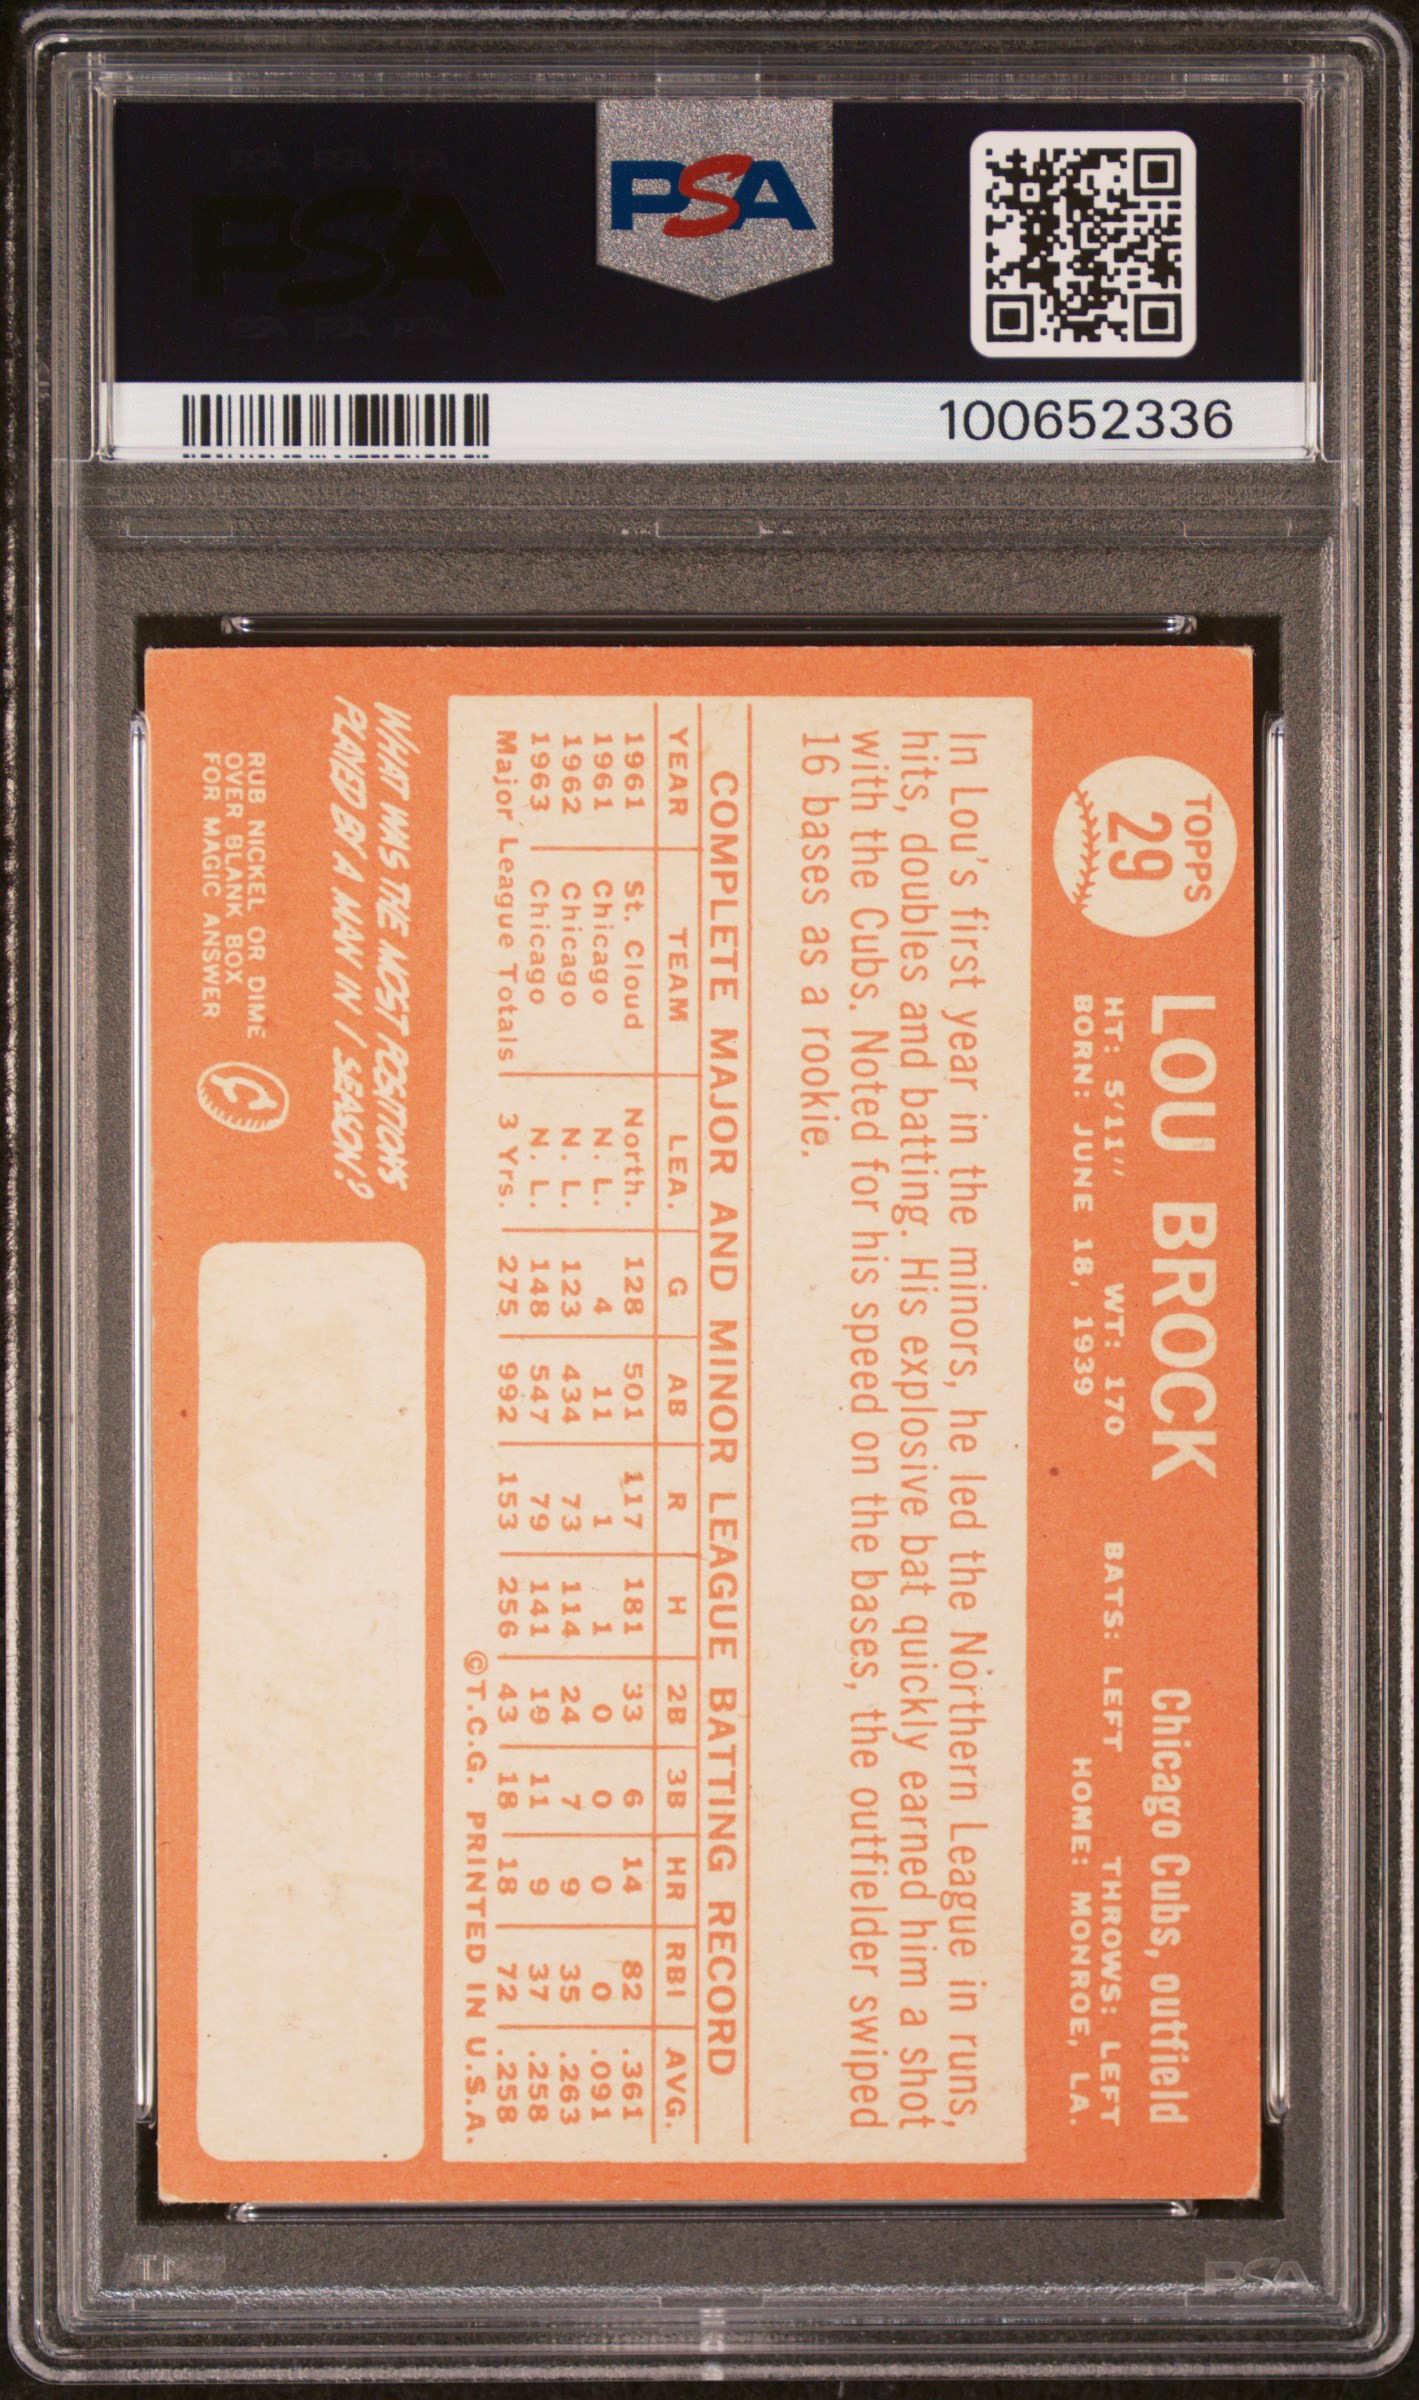 PSA
PSA
100652336
TOPPS
29
LOU BROCK
Chicago Cubs, outfield
HT: 5'11" WT: 170 BATS: LEFT THROWS: LEFT
BORN: JUNE 18, 1939 HOME: MONROE, LA.
In Lou's first year in the minors, he led the Northern League in runs,
hits, doubles and batting. His explosive bat quickly earned him a shot
with the Cubs. Noted for his speed on the bases, the outfielder swiped
16 bases as a rookie.
COMPLETE MAJOR AND MINOR LEAGUE BATTING RECORD
YEAR TEAM LEA. G AB R H 2B 3B HR RBI AVG.
1961 St. Cloud North. 128 501 117 181 33 6 14 82 .361
1961 Chicago N. L. 4 11 1 1 0 0 0 0 .091
1962 Chicago N. L. 123 434 73 114 24 7 9 35 .263
1963 Chicago N. L. 148 547 79 141 19 11 9 37 .258
Major League Totals 3 Yrs. 275 992 153 256 43 18 18 72 .258
©T.C.G. PRINTED IN U.S.A.
WHAT WAS THE MOST POSITIONS
PLAYED BY A MAN IN 1 SEASON?
RUB NICKEL OR DIME
OVER BLANK BOX
FOR MAGIC ANSWER
PSA